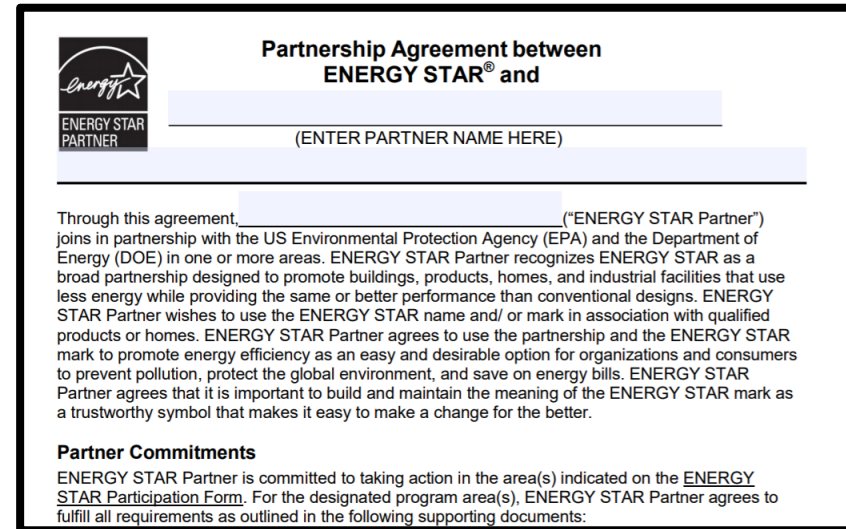 Partnership Agreement between
ENERGY STAR® and
energy
ENERGY STAR
PARTNER
(ENTER PARTNER NAME HERE)
Through this agreement,                                        (“ENERGY STAR Partner”)
joins in partnership with the US Environmental Protection Agency (EPA) and the Department of
Energy (DOE) in one or more areas. ENERGY STAR Partner recognizes ENERGY STAR as a
broad partnership designed to promote buildings, products, homes, and industrial facilities that use
less energy while providing the same or better performance than conventional designs. ENERGY
STAR Partner wishes to use the ENERGY STAR name and/ or mark in association with qualified
products or homes. ENERGY STAR Partner agrees to use the partnership and the ENERGY STAR
mark to promote energy efficiency as an easy and desirable option for organizations and consumers
to prevent pollution, protect the global environment, and save on energy bills. ENERGY STAR
Partner agrees that it is important to build and maintain the meaning of the ENERGY STAR mark as
a trustworthy symbol that makes it easy to make a change for the better.
Partner Commitments
ENERGY STAR Partner is committed to taking action in the area(s) indicated on the ENERGY
STAR Participation Form. For the designated program area(s), ENERGY STAR Partner agrees to
fulfill all requirements as outlined in the following supporting documents: